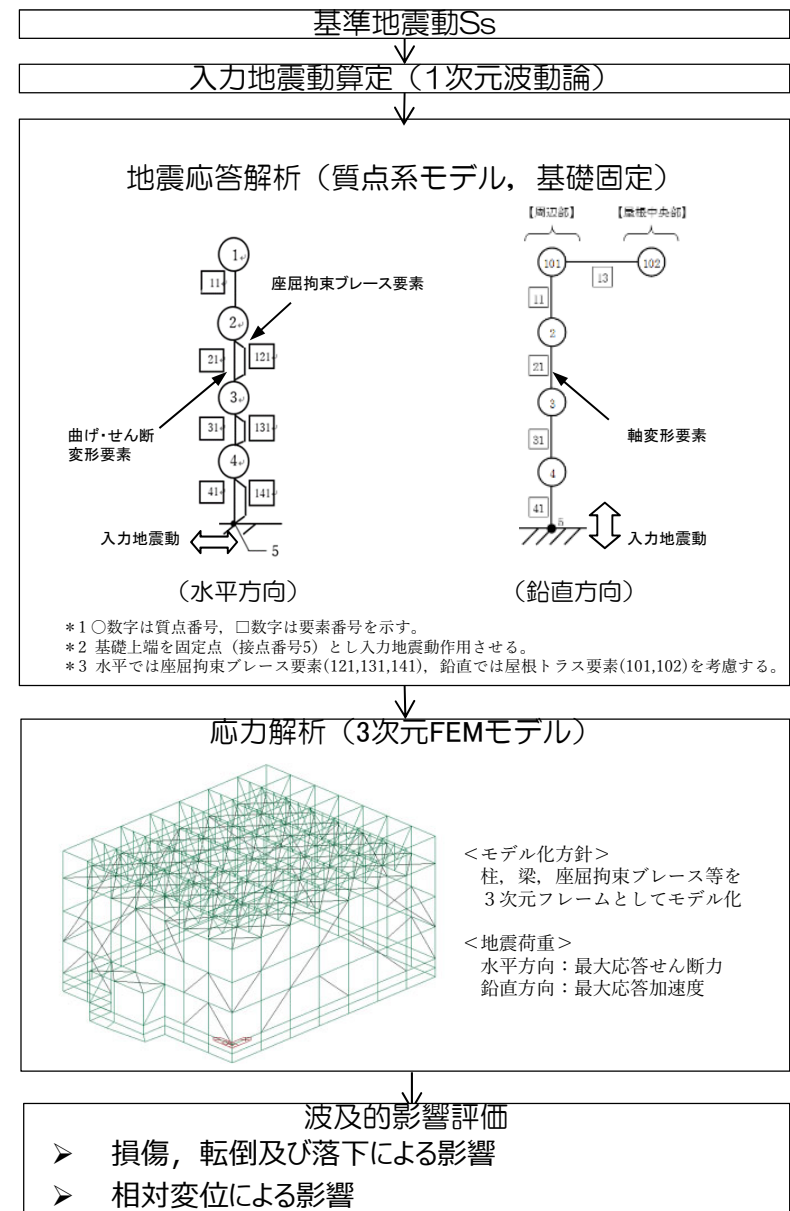 基準地震動Ss
入力地震動算定（1次元波動論）
地震応答解析（質点系モデル，基礎固定）
【周辺部】 【屋根中央部】
1 101 102
11 座屈拘束ブレース要素 13
11
2 2
21 121 21
3 3
曲げ・せん断
変形要素
31 131 31 軸変形要素
4 4
41 141 41
入力地震動 5 5 入力地震動
（水平方向） （鉛直方向）
＊1 ○数字は質点番号，□数字は要素番号を示す。
＊2 基礎上端を固定点（接点番号5）とし入力地震動作用させる。
＊3 水平では座屈拘束ブレース要素(121,131,141)，鉛直では屋根トラス要素(101,102)を考慮する。
応力解析（3次元FEMモデル）
＜モデル化方針＞
柱，梁，座屈拘束ブレース等を
３次元フレームとしてモデル化
＜地震荷重＞
水平方向：最大応答せん断力
鉛直方向：最大応答加速度
波及的影響評価
➢ 損傷，転倒及び落下による影響
➢ 相対変位による影響